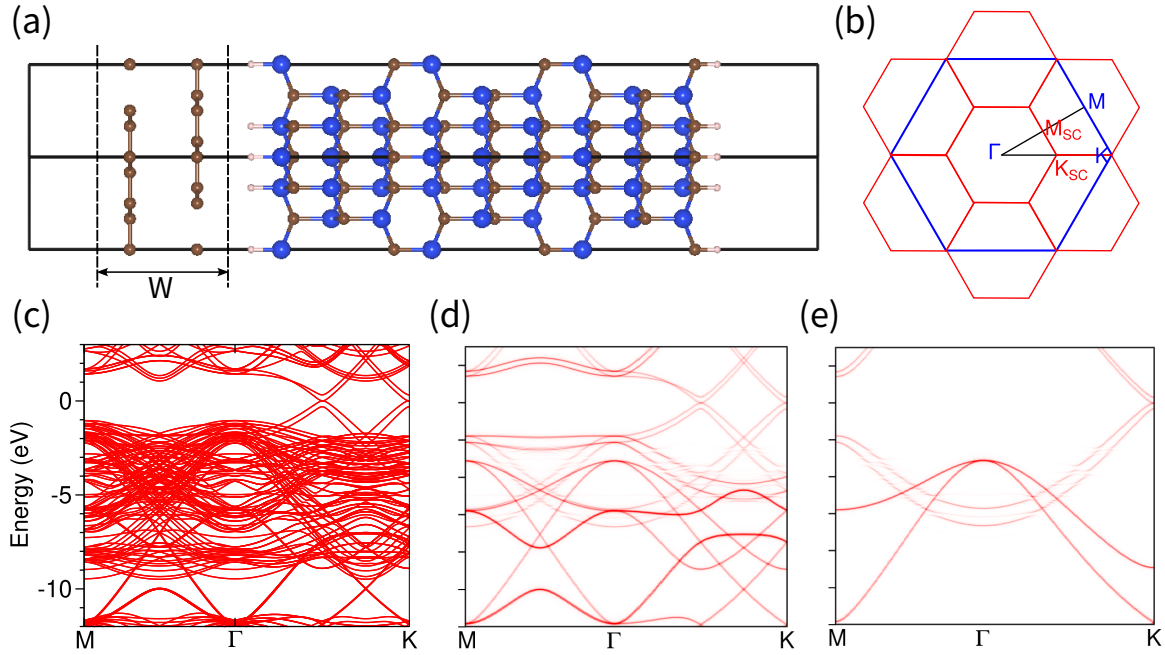 (a)
W
(b)
M
M_SC
Γ
K
K_SC
(c)
(d)
(e)
Energy (eV)
0
-5
-10
M Γ K
M Γ K
M Γ K